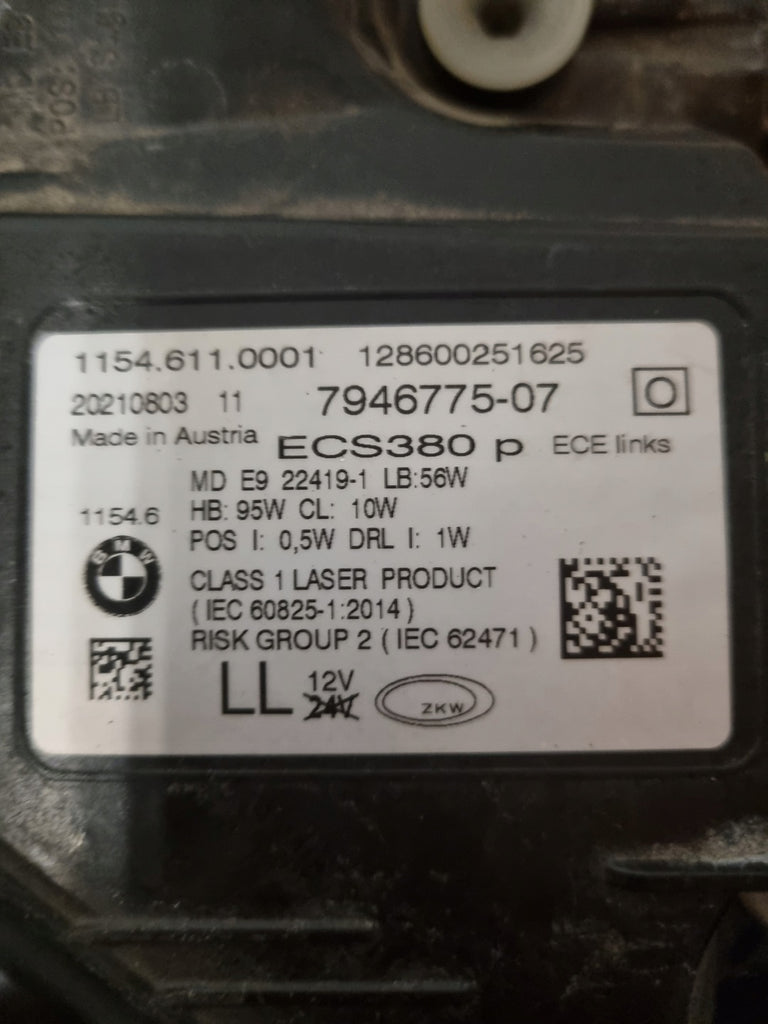 1154.611.0001 128600251625
20210803 11 7946775-07 O
Made in Austria ECS380 p ECE links
MD E9 22419-1 LB:56W
1154.6 HB: 95W CL: 10W
POS I: 0,5W DRL I: 1W
BMW
CLASS 1 LASER PRODUCT
( IEC 60825-1:2014 )
RISK GROUP 2 ( IEC 62471 )
LL 12V
24V
ZKW